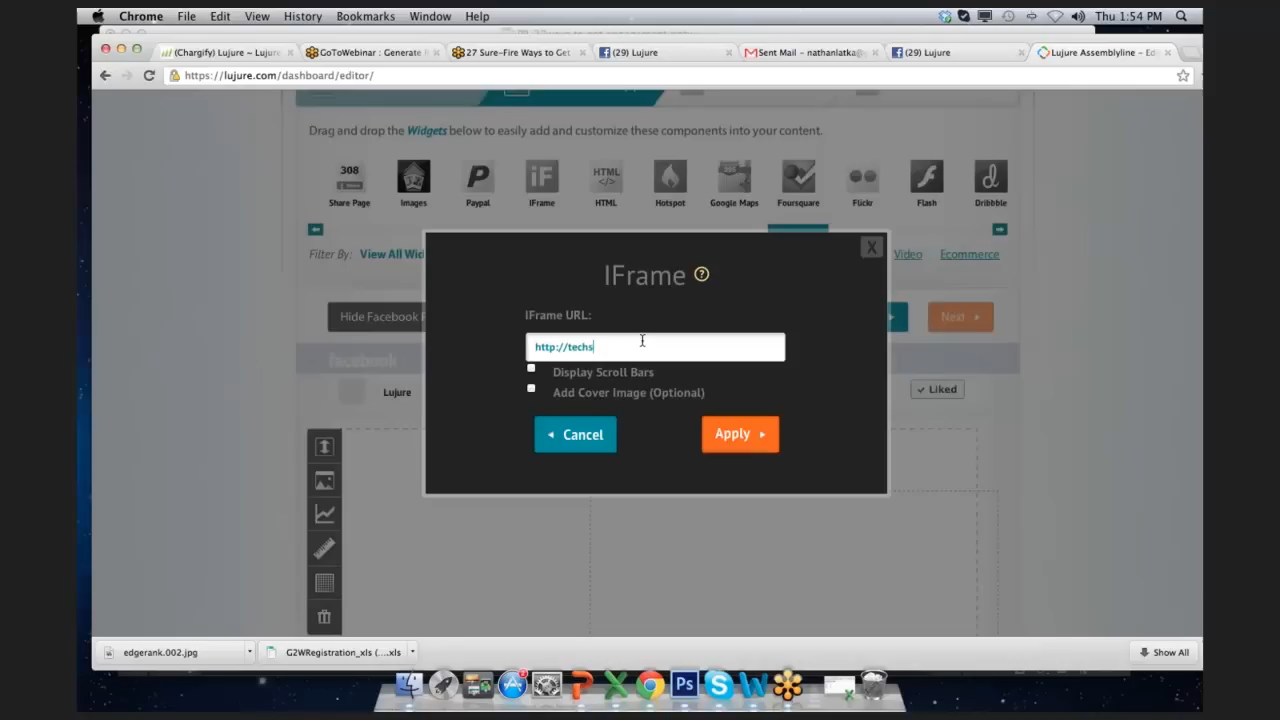 Chrome File Edit View History Bookmarks Window Help Thu 1:54 PM
(Chargify) Lujure ~ Lujure GoToWebinar : Generate 27 Sure-Fire Ways to Get (29) Lujure Sent Mail - nathanlatka@ (29) Lujure Lujure Assemblyline - Ed
https://lujure.com/dashboard/editor/
Drag and drop the Widgets below to easily add and customize these components into your content.
308
Share
iF HTML
</>
Share Page Images Paypal IFrame HTML Hotspot Google Maps Foursquare Flickr Flash Dribbble
Filter By: View All Wid Video Ecommerce
X
IFrame ?
IFrame URL:
Hide Facebook Next
http://techs
facebook
Display Scroll Bars
Lujure Add Cover Image (Optional) Liked
Cancel Apply
edgerank.002.jpg G2WRegistration_xls (....xls Show All
Ps